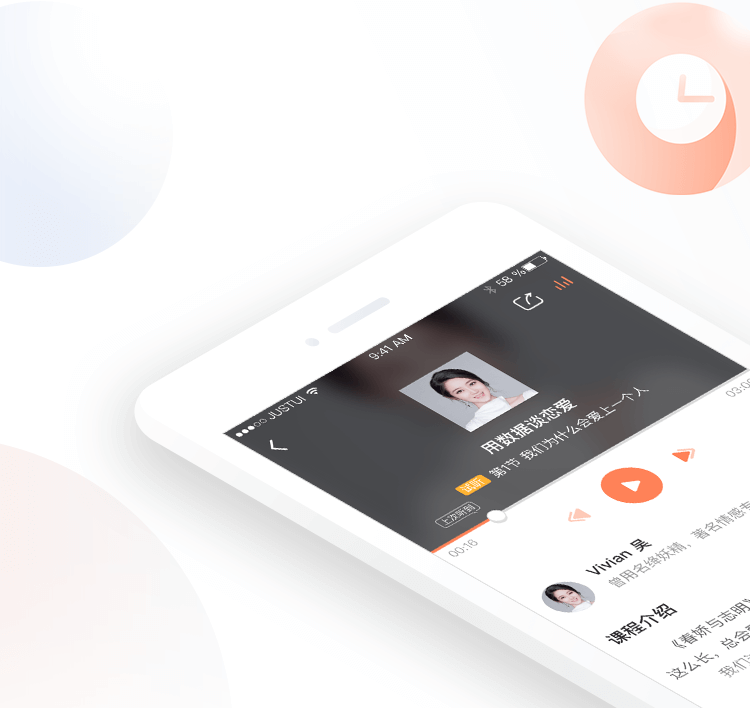 JUSTUI
9:41 AM
58 %
用数据谈恋爱
试听 第1节 我们为什么会爱上一个人
上次听到
00:16
03:06
Vivian 吴
曾用名绛妖精，著名情感专
课程介绍
《春娇与志明》
这么长，总会
我们